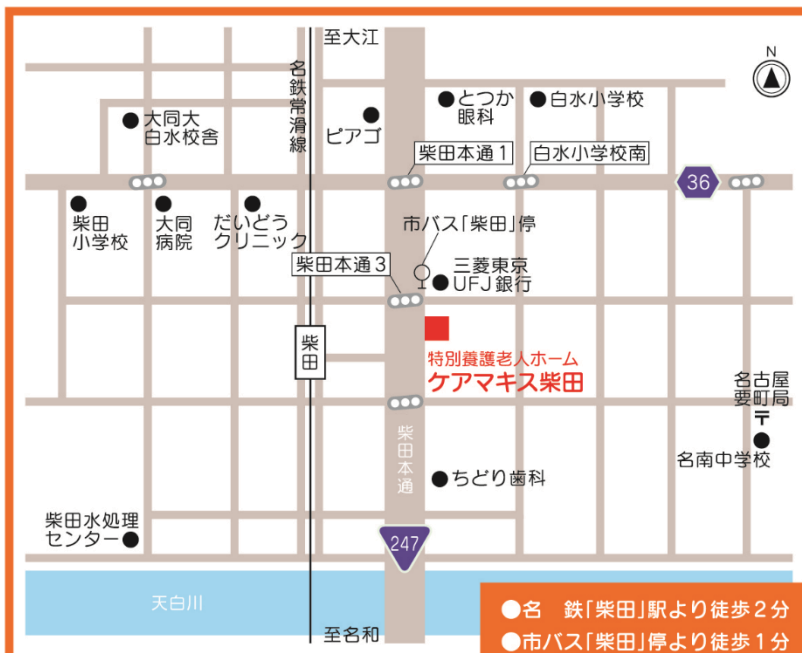 至大江
N
名鉄常滑線
とつか
眼科
白水小学校
大同大
白水校舎
ピアゴ
柴田本通1
白水小学校南
36
柴田
小学校
大同
病院
だいどう
クリニック
市バス「柴田」停
柴田本通3
三菱東京
UFJ銀行
柴田
特別養護老人ホーム
ケアマキス柴田
名古屋
要町局
〒
柴田本通
名南中学校
ちどり歯科
柴田水処理
センター
247
天白川
至名和
●名 鉄「柴田」駅より徒歩2分
●市バス「柴田」停より徒歩1分